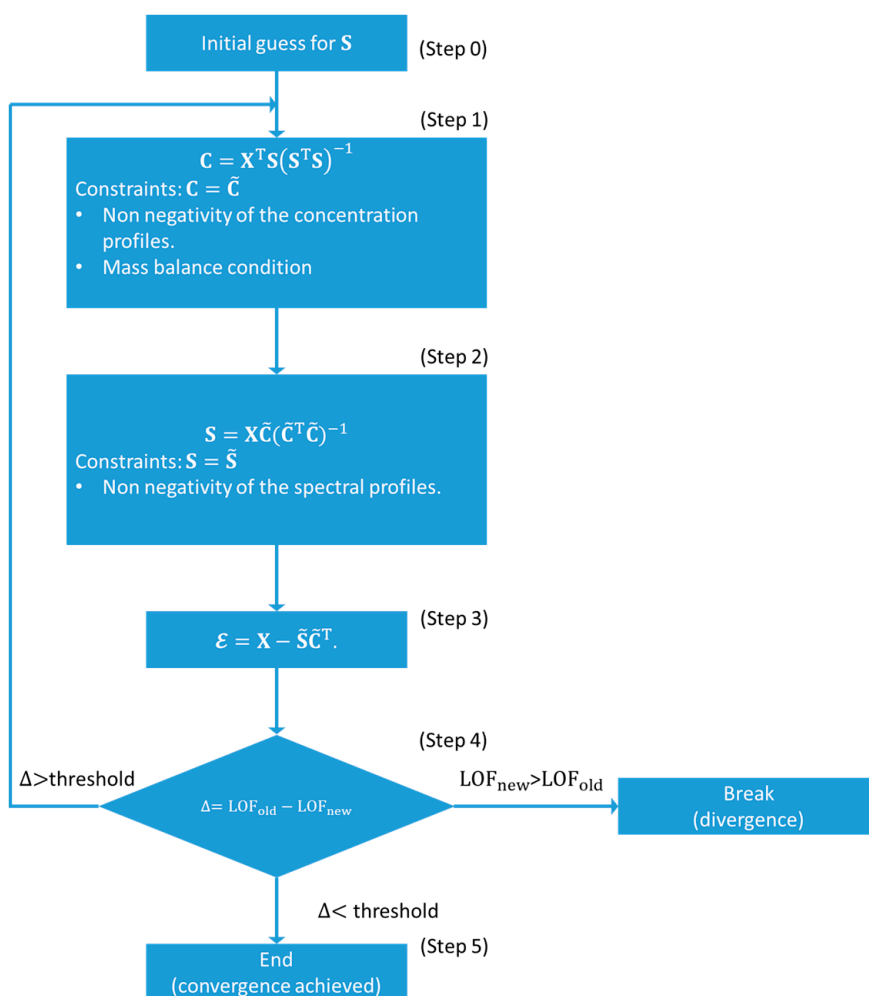 Initial guess for S
(Step 0)
(Step 1)
C = XᵀS(SᵀS)⁻¹
Constraints: C = C̃
• Non negativity of the concentration
profiles.
• Mass balance condition
(Step 2)
S = XC̃(C̃ᵀC̃)⁻¹
Constraints: S = S̃
• Non negativity of the spectral profiles.
(Step 3)
ℰ = X − S̃C̃ᵀ.
(Step 4)
Δ>threshold
Δ= LOF_old − LOF_new
LOF_new>LOF_old
Break
(divergence)
Δ< threshold
(Step 5)
End
(convergence achieved)